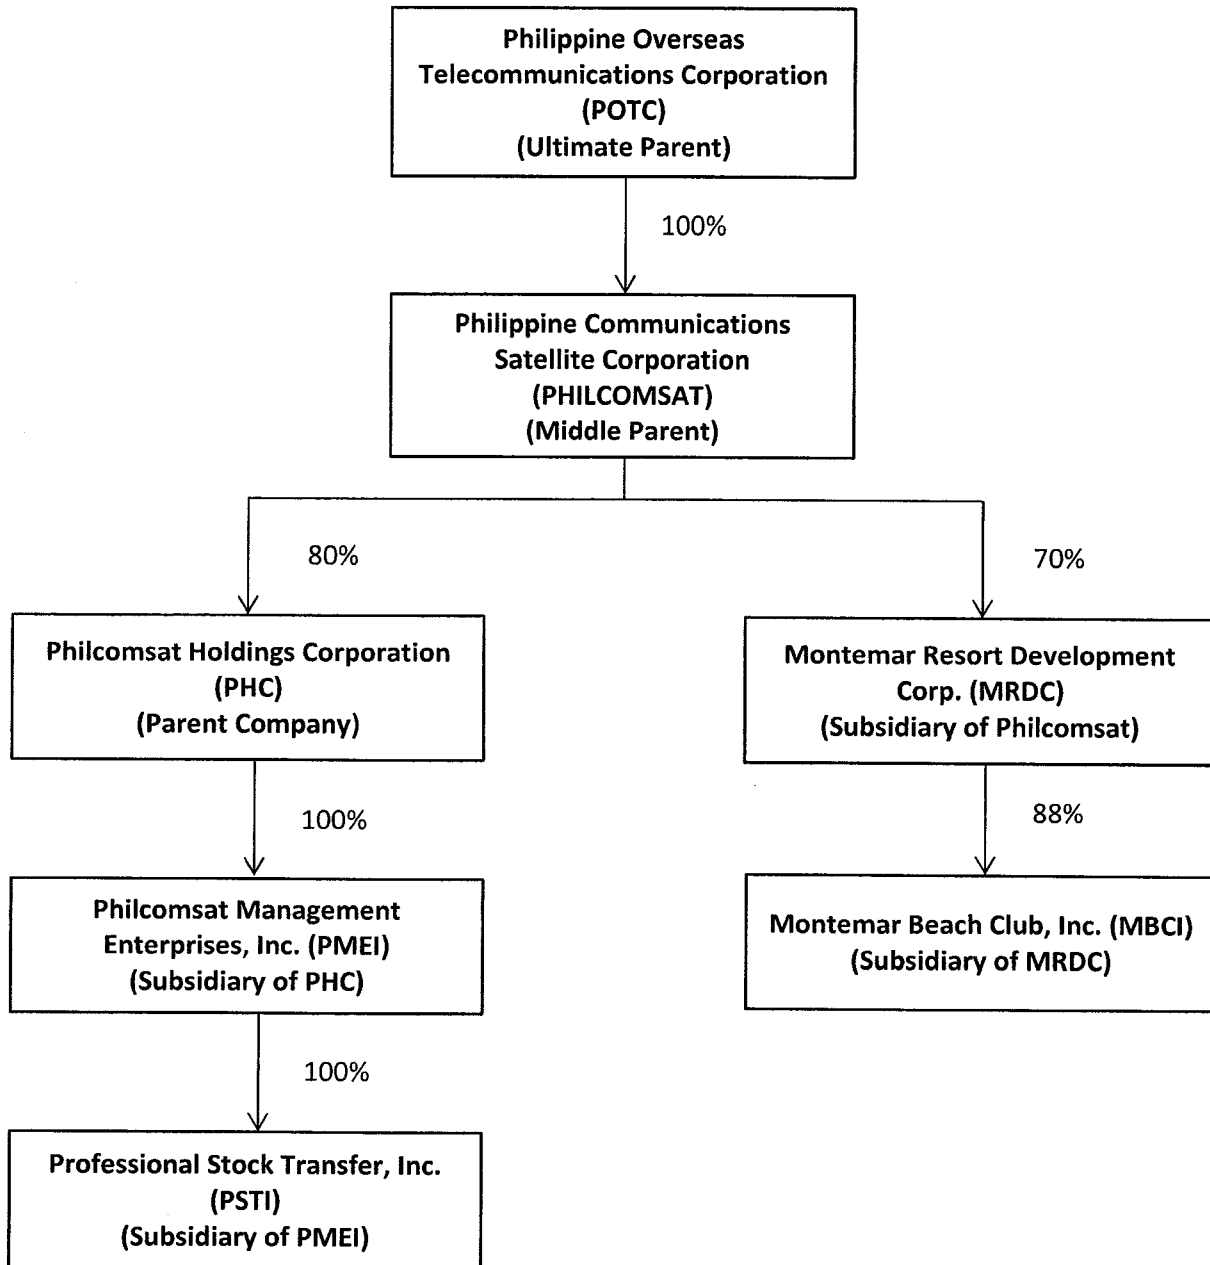 Philippine Overseas
Telecommunications Corporation
(POTC)
(Ultimate Parent)
100%
Philippine Communications
Satellite Corporation
(PHILCOMSAT)
(Middle Parent)
80%
70%
Philcomsat Holdings Corporation
(PHC)
(Parent Company)
Montemar Resort Development
Corp. (MRDC)
(Subsidiary of Philcomsat)
100%
88%
Philcomsat Management
Enterprises, Inc. (PMEI)
(Subsidiary of PHC)
Montemar Beach Club, Inc. (MBCI)
(Subsidiary of MRDC)
100%
Professional Stock Transfer, Inc.
(PSTI)
(Subsidiary of PMEI)